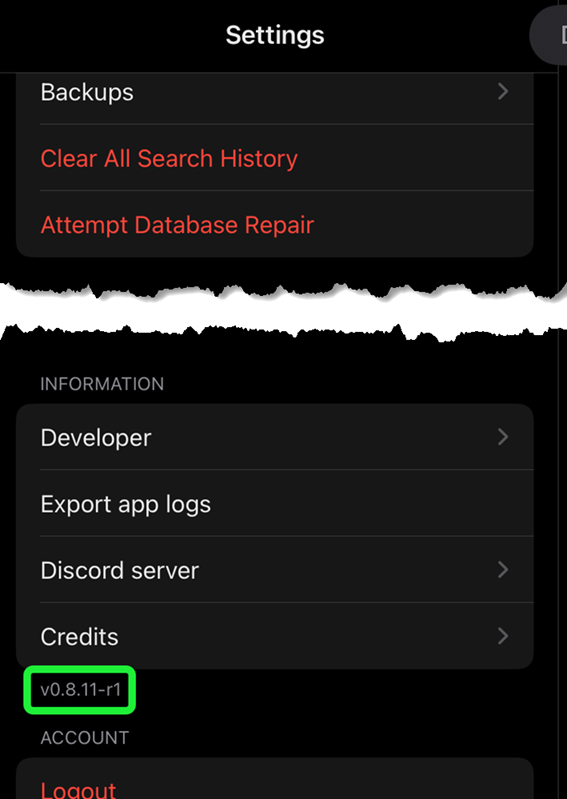 Settings
Backups
Clear All Search History
Attempt Database Repair
INFORMATION
Developer
Export app logs
Discord server
Credits
v0.8.11-r1
ACCOUNT
Logout